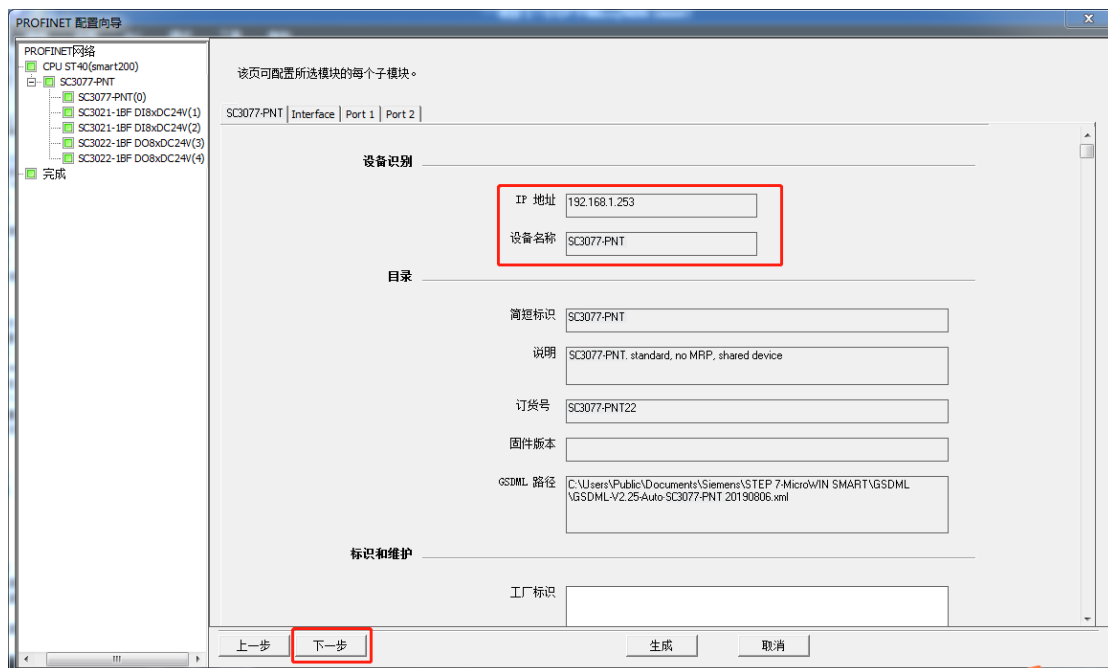 PROFINET 配置向导
PROFINET网络
CPU ST40(smart200)
SC3077-PNT
SC3077-PNT(0)
SC3021-1BF DI8xDC24V(1)
SC3021-1BF DI8xDC24V(2)
SC3022-1BF DO8xDC24V(3)
SC3022-1BF DO8xDC24V(4)
完成
该页可配置所选模块的每个子模块。
SC3077-PNT Interface Port 1 Port 2
设备识别
IP 地址 192.168.1.253
设备名称 SC3077-PNT
目录
简短标识 SC3077-PNT
说明 SC3077-PNT. standard, no MRP, shared device
订货号 SC3077-PNT22
固件版本
GSDML 路径 C:\Users\Public\Documents\Siemens\STEP 7-MicroWIN SMART\GSDML
\GSDML-V2.25-Auto-SC3077-PNT 20190806.xml
标识和维护
工厂标识
上一步 下一步 生成 取消